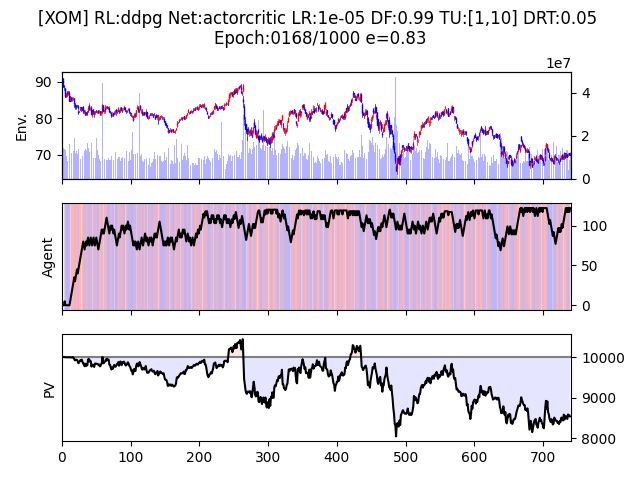 [XOM] RL:ddpg Net:actorcritic LR:1e-05 DF:0.99 TU:[1,10] DRT:0.05
Epoch:0168/1000 e=0.83
1e7
Env.
90
80
70
4
2
0
Agent
100
50
0
PV
10000
9000
8000
0 100 200 300 400 500 600 700